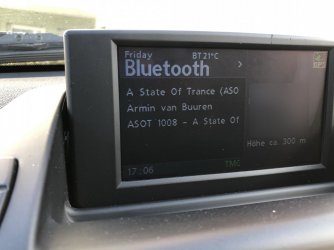 Friday BT 21°C
Bluetooth >
A State Of Trance (ASO
Armin van Buuren
ASOT 1008 - A State Of
Höhe ca. 300 m
17:06 TMC